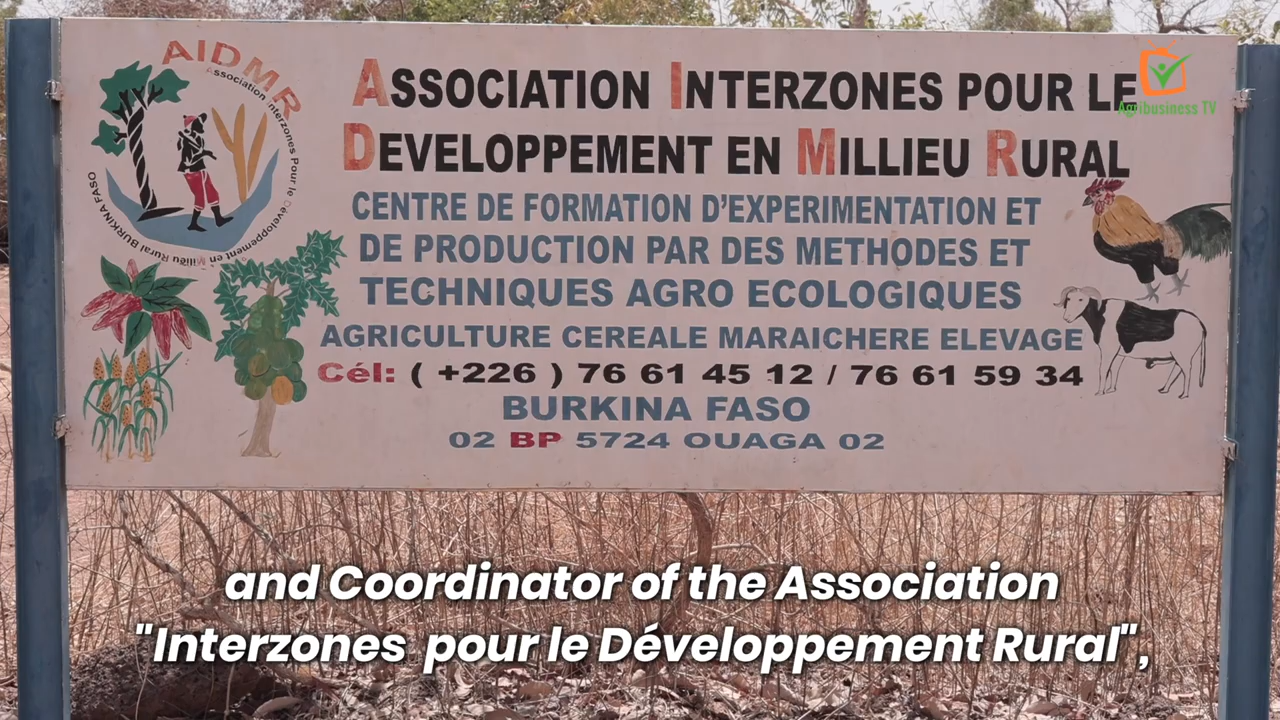 AIDMR
Association Interzones Pour le Développement en Milieu Rural BURKINA FASO
ASSOCIATION INTERZONES POUR LE
DEVELOPPEMENT EN MILLIEU RURAL
CENTRE DE FORMATION D'EXPERIMENTATION ET
DE PRODUCTION PAR DES METHODES ET
TECHNIQUES AGRO ECOLOGIQUES
AGRICULTURE CEREALE MARAICHERE ELEVAGE
Cél: ( +226 ) 76 61 45 12 / 76 61 59 34
BURKINA FASO
02 BP 5724 OUAGA 02
Agribusiness TV
and Coordinator of the Association
"Interzones pour le Développement Rural",